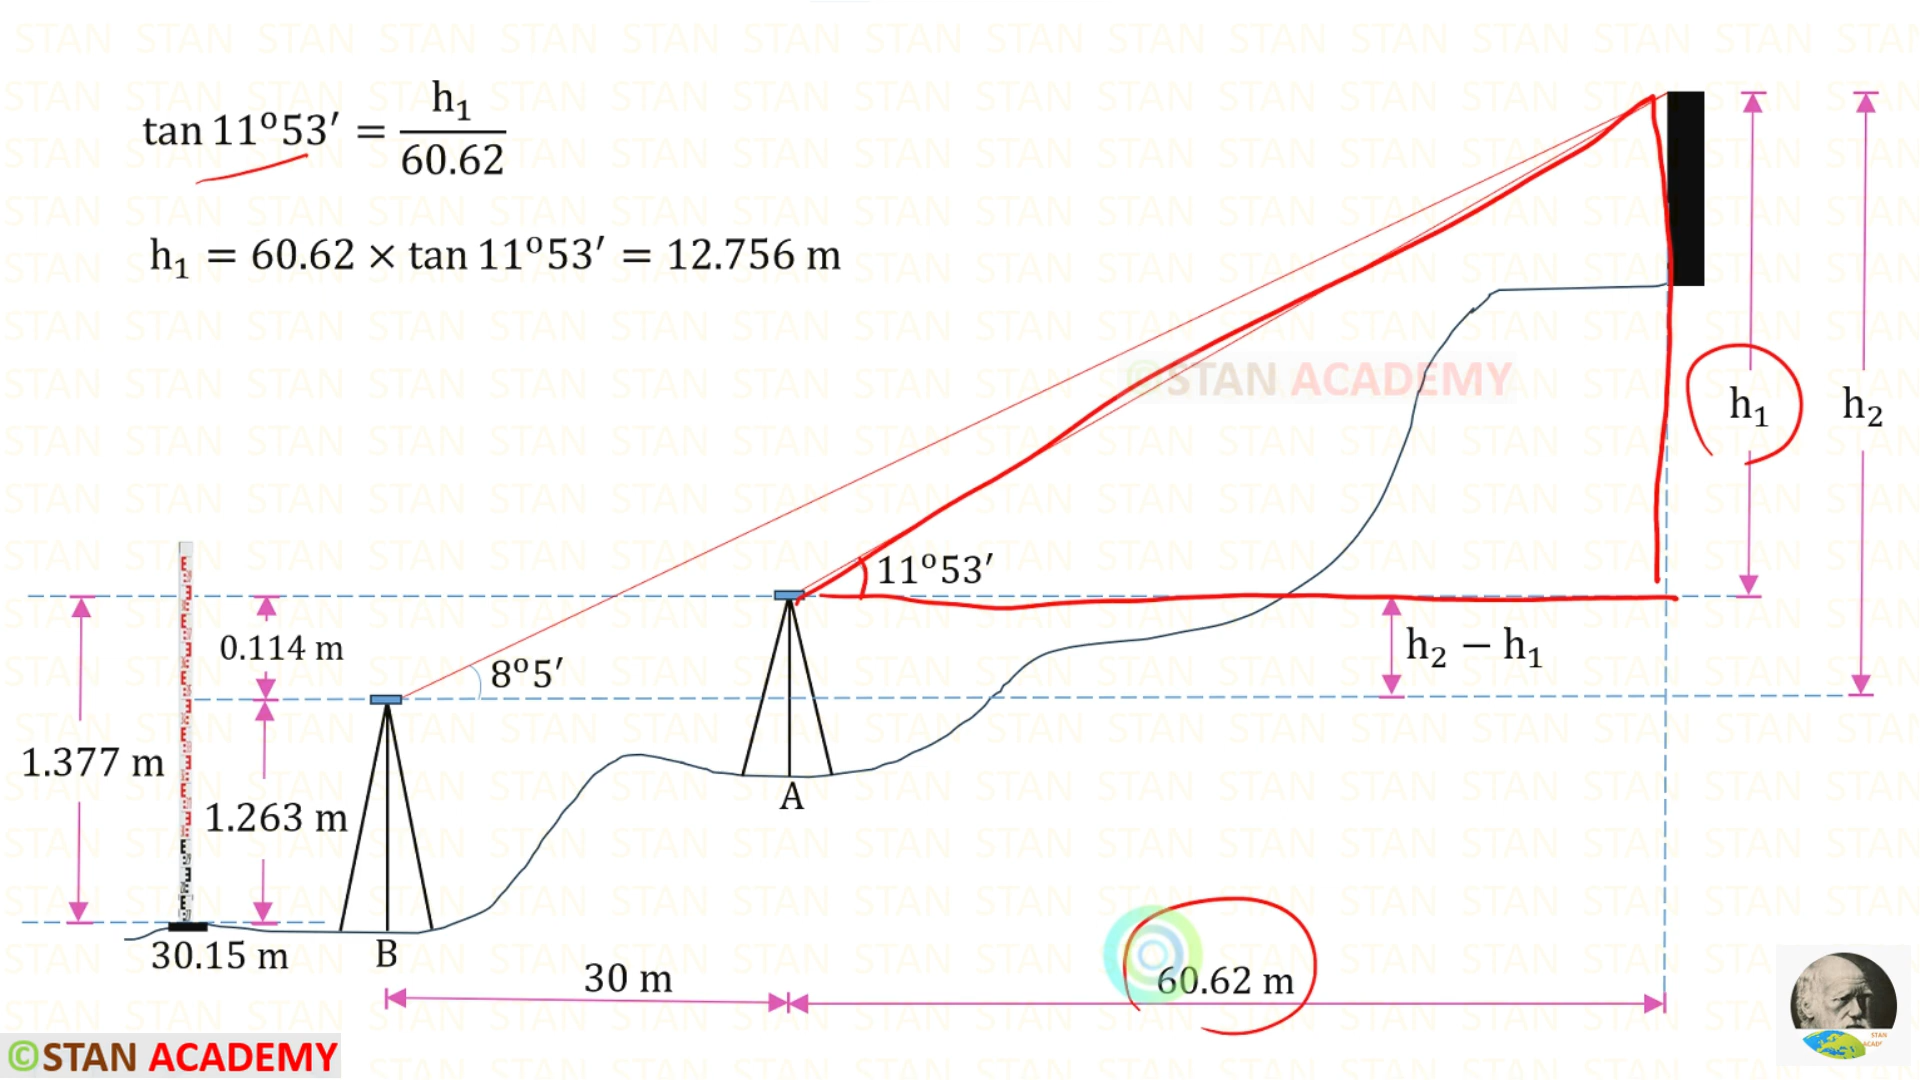 tan 11°53′ = h₁/60.62
h₁ = 60.62 × tan 11°53′ = 12.756 m
©STAN ACADEMY
h₁
h₂
11°53′
0.114 m
h₂ − h₁
8°5′
1.377 m
1.263 m
A
30.15 m
B
30 m
60.62 m
STAN
©STAN ACADEMY